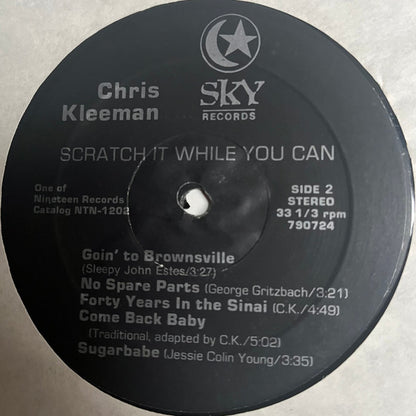 Chris
Kleeman
SKY
RECORDS
SCRATCH IT WHILE YOU CAN
One of
Nineteen Records
Catalog NTN-1202
SIDE 2
STEREO
33 1/3 rpm
790724
Goin' to Brownsville
(Sleepy John Estes/3:27)
No Spare Parts (George Gritzbach/3:21)
Forty Years In the Sinai (C.K./4:49)
Come Back Baby
(Traditional, adapted by C.K./5:02)
Sugarbabe (Jessie Colin Young/3:35)